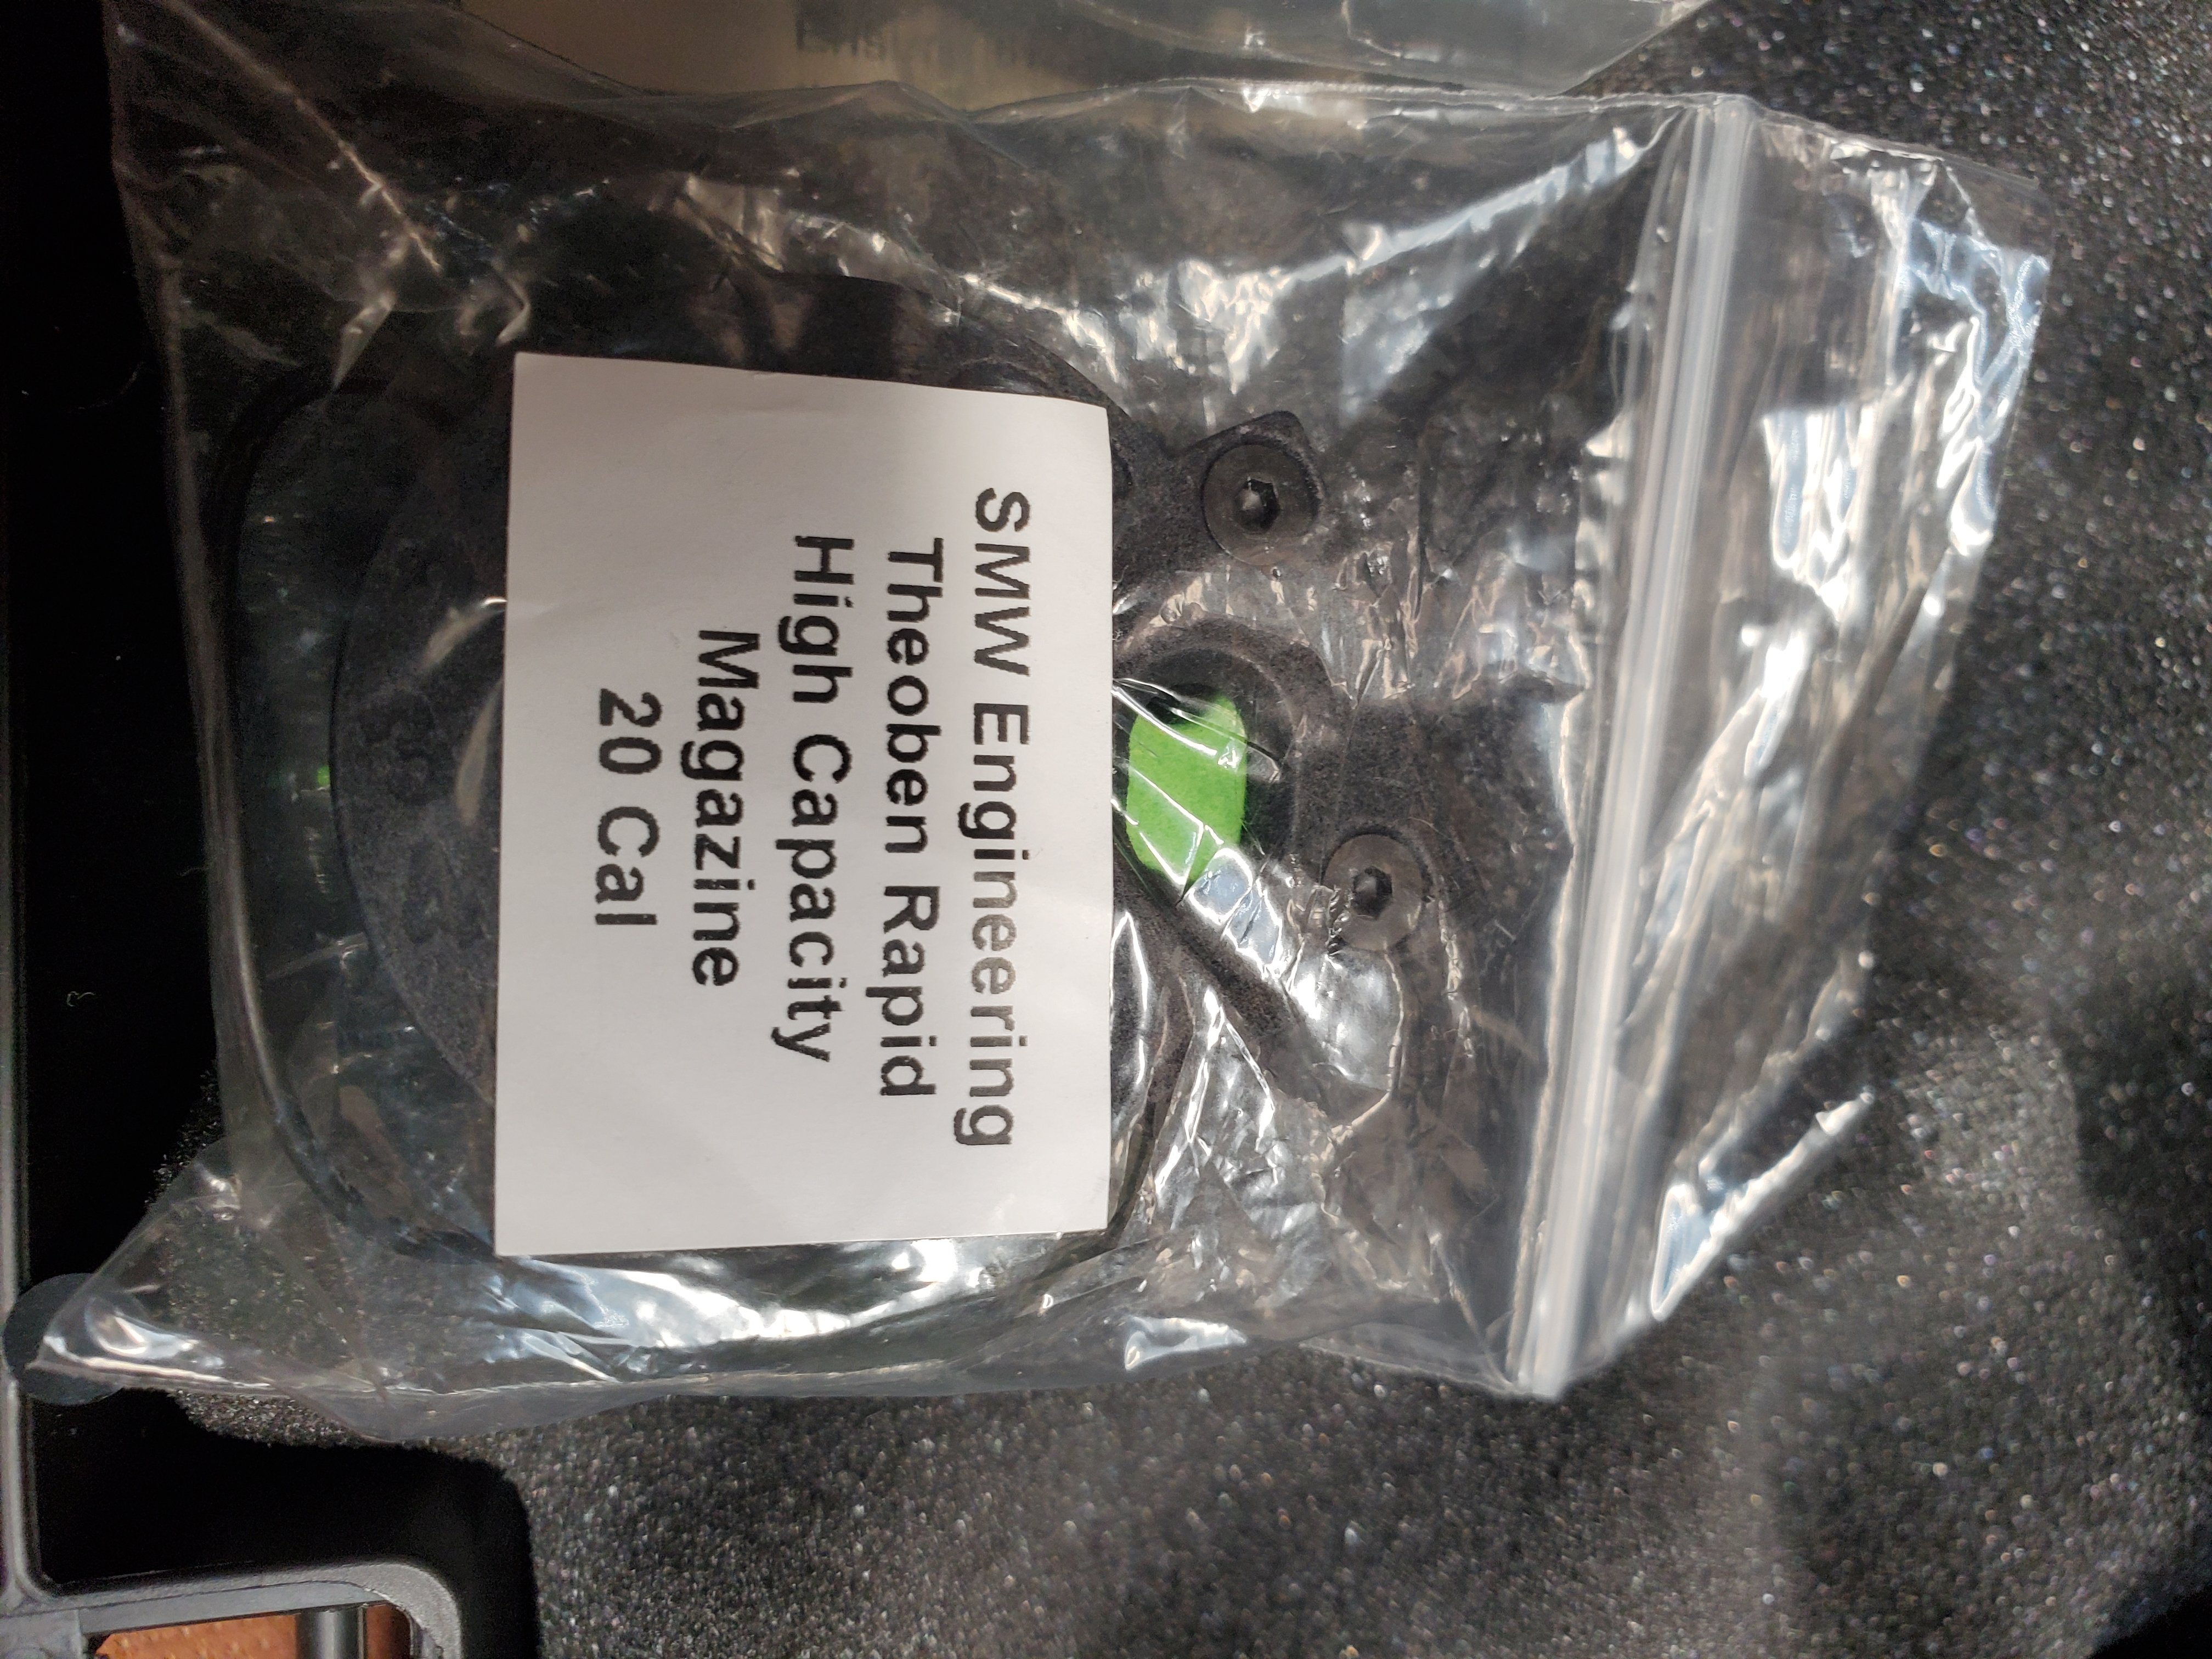 SMW Engineering
Theoben Rapid
High Capacity
Magazine
20 Cal